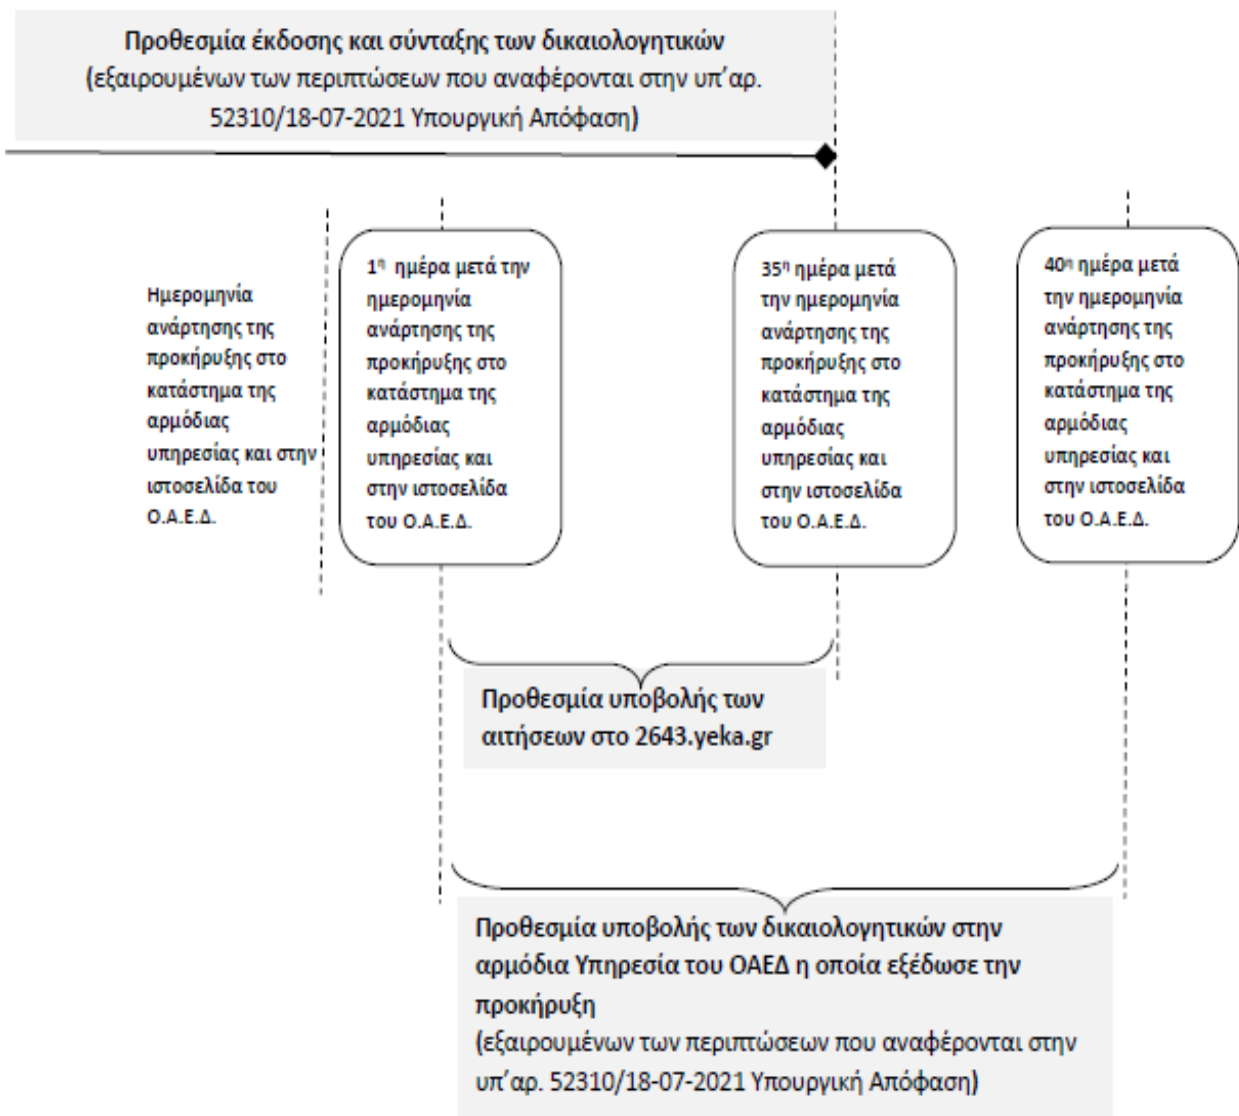 Προθεσμία έκδοσης και σύνταξης των δικαιολογητικών
(εξαιρουμένων των περιπτώσεων που αναφέρονται στην υπ΄αρ.
52310/18-07-2021 Υπουργική Απόφαση)
Ημερομηνία
ανάρτησης της
προκήρυξης στο
κατάστημα της
αρμόδιας
υπηρεσίας και στην
ιστοσελίδα του
Ο.Α.Ε.Δ.
1η ημέρα μετά την
ημερομηνία
ανάρτησης της
προκήρυξης στο
κατάστημα της
αρμόδιας
υπηρεσίας και
στην ιστοσελίδα
του Ο.Α.Ε.Δ.
35η ημέρα μετά
την ημερομηνία
ανάρτησης της
προκήρυξης στο
κατάστημα της
αρμόδιας
υπηρεσίας και
στην ιστοσελίδα
του Ο.Α.Ε.Δ.
40η ημέρα μετά
την ημερομηνία
ανάρτησης της
προκήρυξης στο
κατάστημα της
αρμόδιας
υπηρεσίας και
στην ιστοσελίδα
του Ο.Α.Ε.Δ.
Προθεσμία υποβολής των
αιτήσεων στο 2643.yeka.gr
Προθεσμία υποβολής των δικαιολογητικών στην
αρμόδια Υπηρεσία του ΟΑΕΔ η οποία εξέδωσε την
προκήρυξη
(εξαιρουμένων των περιπτώσεων που αναφέρονται στην
υπ΄αρ. 52310/18-07-2021 Υπουργική Απόφαση)